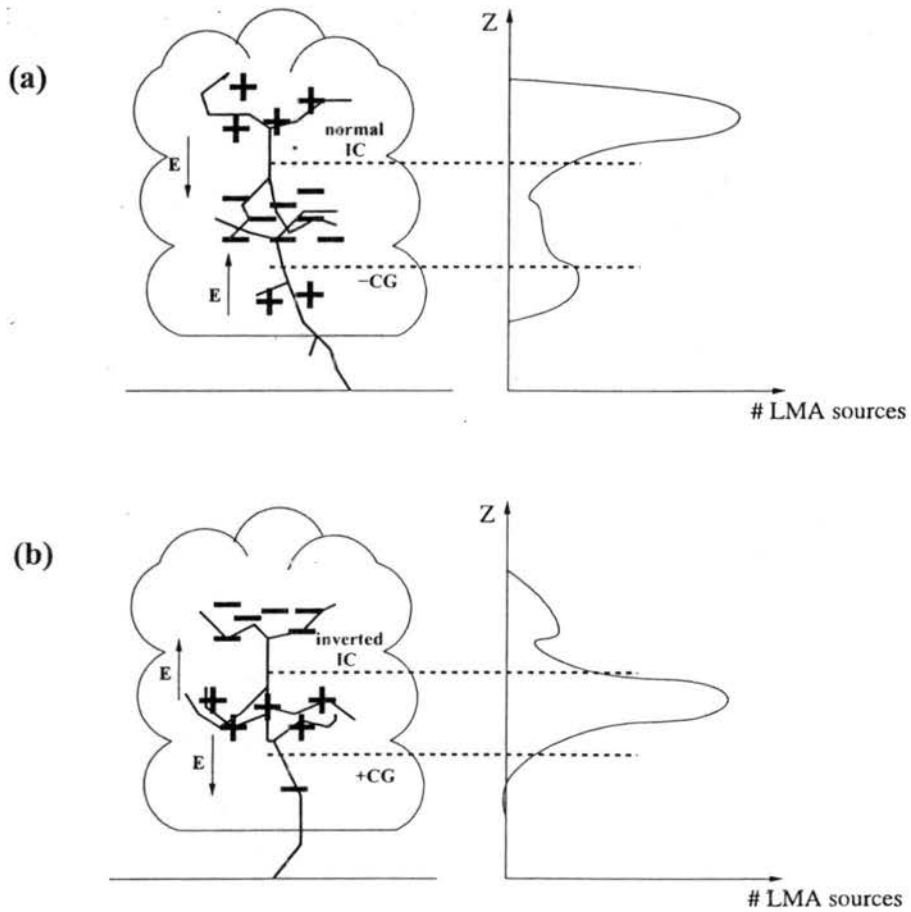 Z
(a)
normal
IC
E
E
−CG
# LMA sources
Z
(b)
inverted
IC
E
E
+CG
# LMA sources